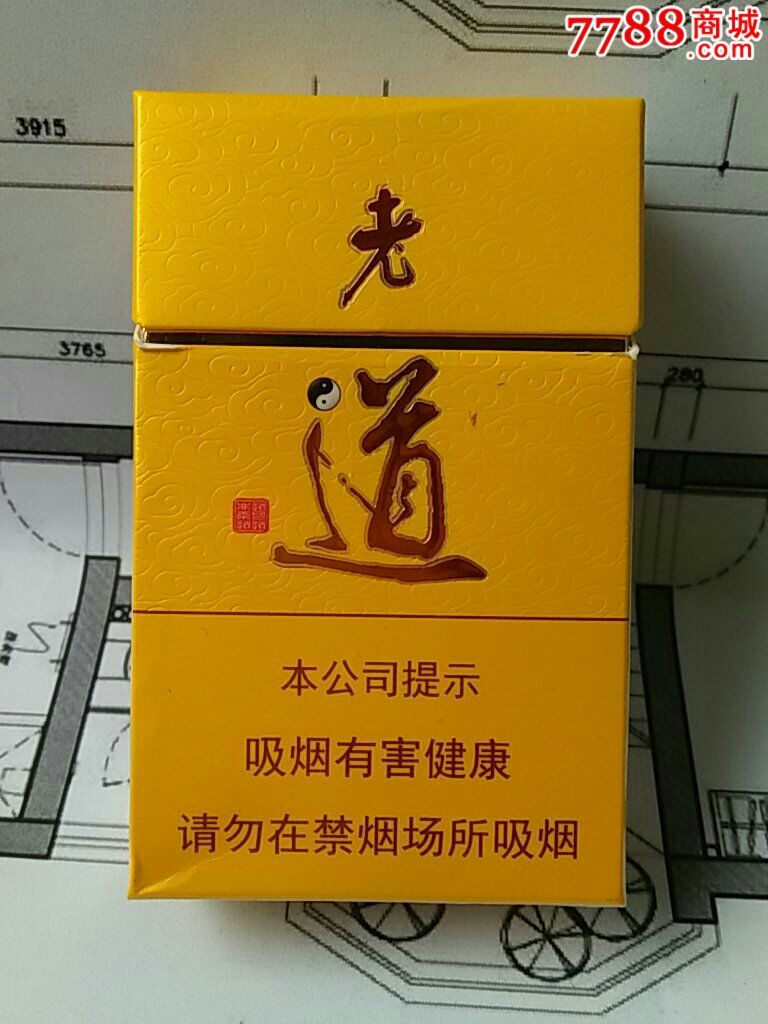 7788商城
.com
3915
老
3765
280
道
本公司提示
吸烟有害健康
请勿在禁烟场所吸烟